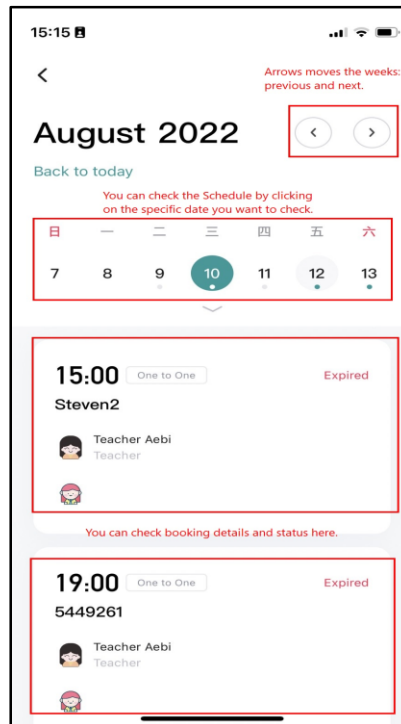 15:15
Arrows moves the weeks:
previous and next.
August 2022
Back to today
You can check the Schedule by clicking
on the specific date you want to check.
日 一 二 三 四 五 六
7 8 9 10 11 12 13
15:00 One to One Expired
Steven2
Teacher Aebi
Teacher
You can check booking details and status here.
19:00 One to One Expired
5449261
Teacher Aebi
Teacher